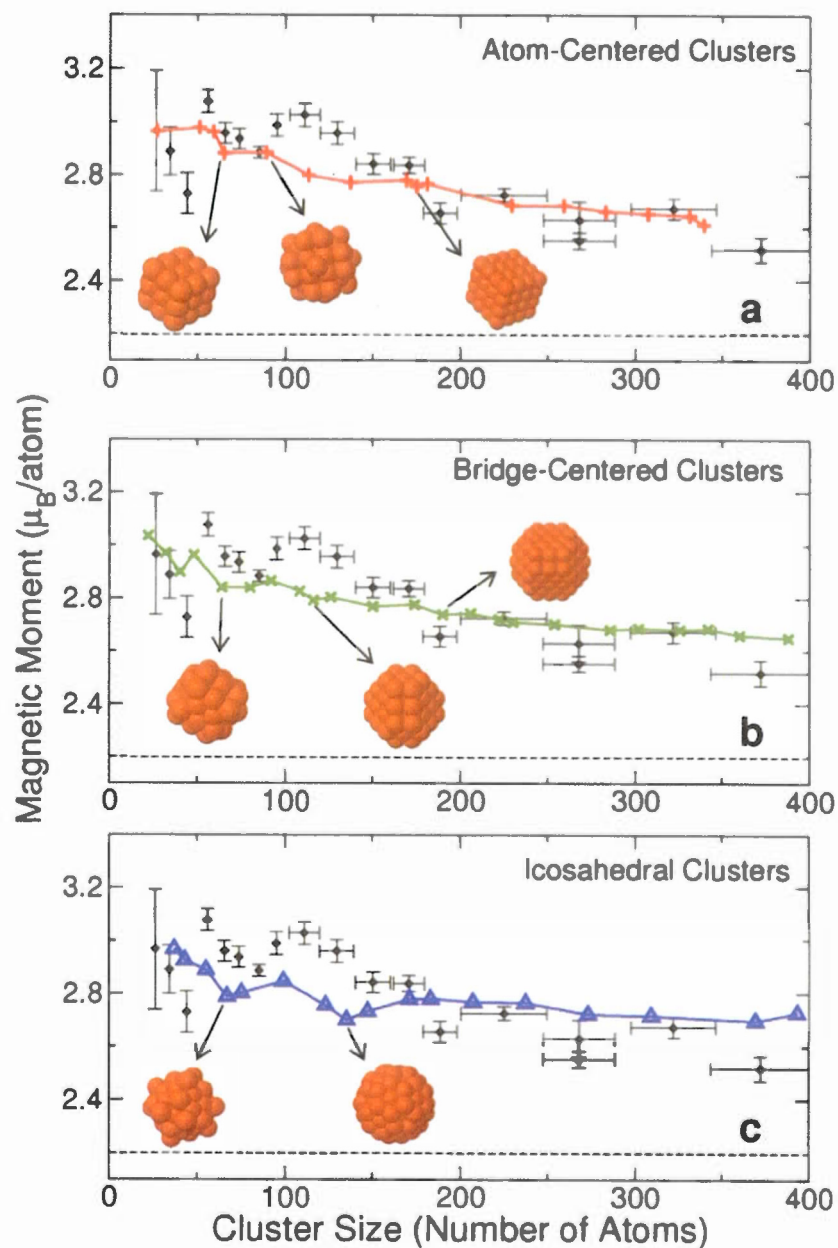 Atom-Centered Clusters
3.2
2.8
2.4
a
0 100 200 300 400
Bridge-Centered Clusters
3.2
2.8
2.4
b
0 100 200 300 400
Icosahedral Clusters
3.2
2.8
2.4
c
0 100 200 300 400
Magnetic Moment (μB/atom)
Cluster Size (Number of Atoms)